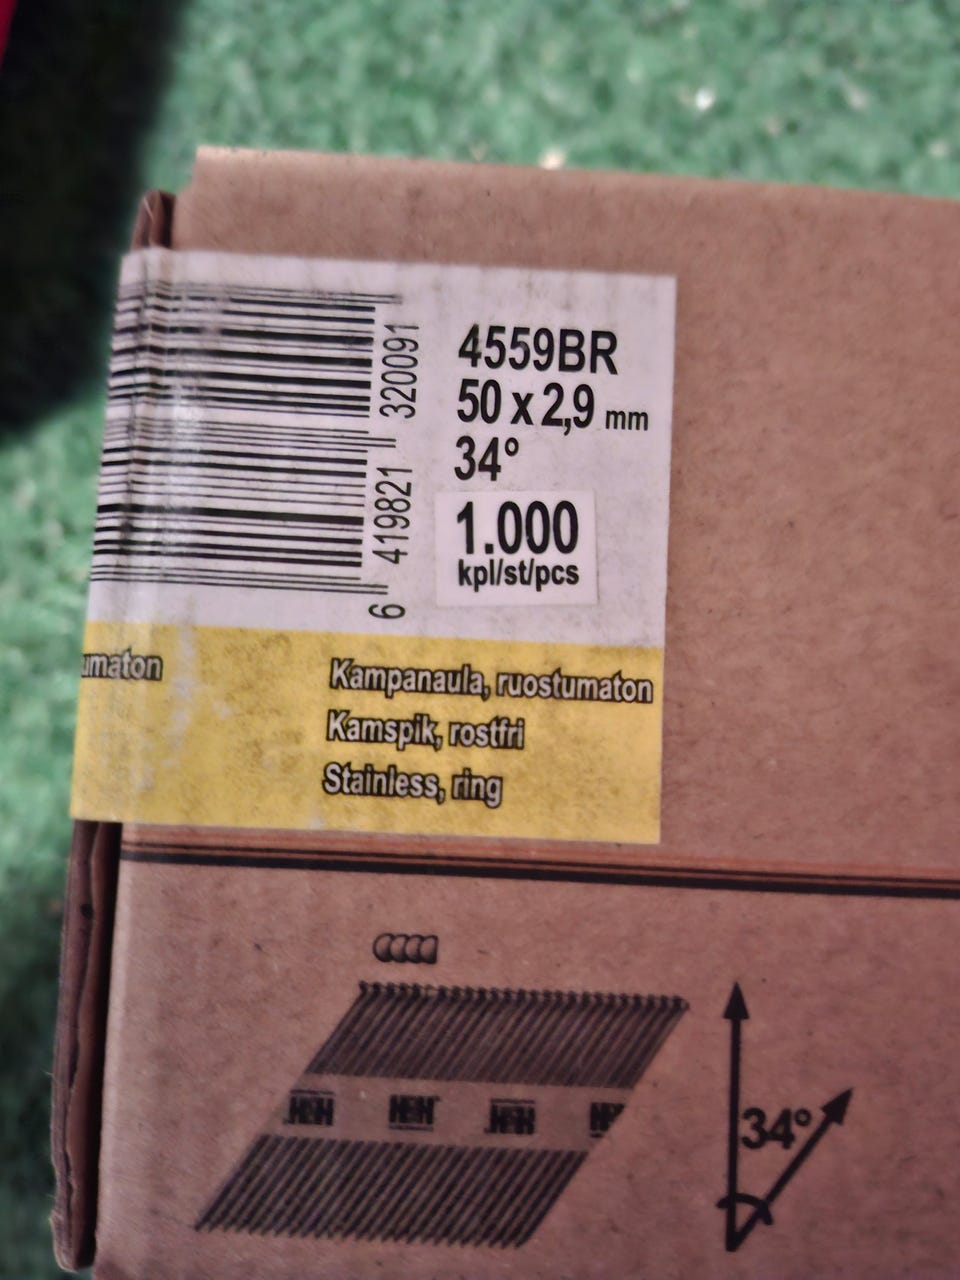 4559BR
50 x 2,9 mm
34°
1.000
kpl/st/pcs
6 419821 320091
umaton
Kampanaula, ruostumaton
Kamspik, rostfri
Stainless, ring
34°